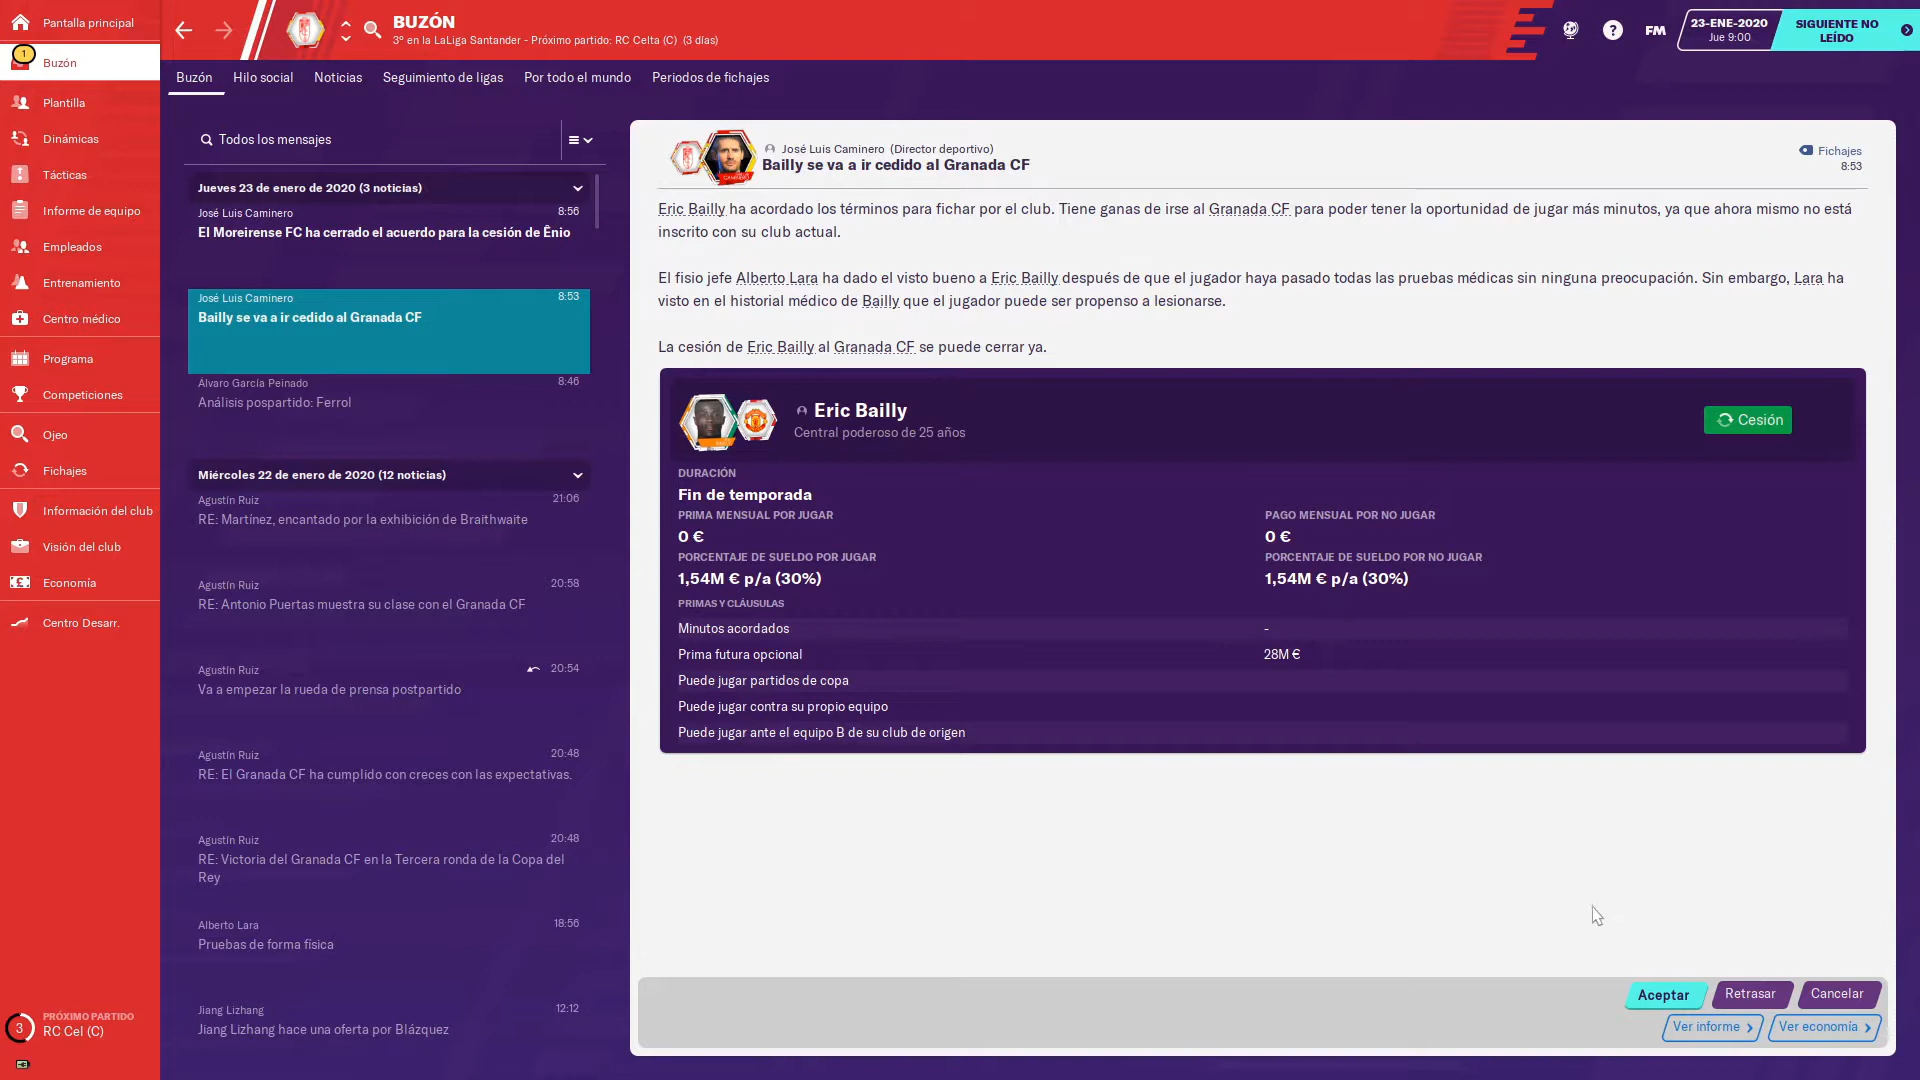 Pantalla principal
1
Buzón
Plantilla
Dinámicas
Tácticas
Informe de equipo
Empleados
Entrenamiento
Centro médico
Programa
Competiciones
Ojeo
Fichajes
Información del club
Visión del club
Economía
Centro Desarr.
3
PRÓXIMO PARTIDO
RC Cel (C)
BUZÓN
3º en la LaLiga Santander - Próximo partido: RC Celta (C) (3 días)
?
FM
23-ENE-2020
Jue 9:00
SIGUIENTE NO
LEÍDO
Buzón Hilo social Noticias Seguimiento de ligas Por todo el mundo Periodos de fichajes
Todos los mensajes
Jueves 23 de enero de 2020 (3 noticias)
José Luis Caminero 8:56
El Moreirense FC ha cerrado el acuerdo para la cesión de Ênio
José Luis Caminero 8:53
Bailly se va a ir cedido al Granada CF
Álvaro García Peinado 8:46
Análisis pospartido: Ferrol
Miércoles 22 de enero de 2020 (12 noticias)
Agustín Ruiz 21:06
RE: Martínez, encantado por la exhibición de Braithwaite
Agustín Ruiz 20:58
RE: Antonio Puertas muestra su clase con el Granada CF
Agustín Ruiz 20:54
Va a empezar la rueda de prensa postpartido
Agustín Ruiz 20:48
RE: El Granada CF ha cumplido con creces con las expectativas.
Agustín Ruiz 20:48
RE: Victoria del Granada CF en la Tercera ronda de la Copa del
Rey
Alberto Lara 18:56
Pruebas de forma física
Jiang Lizhang 12:12
Jiang Lizhang hace una oferta por Blázquez
José Luis Caminero (Director deportivo)
Bailly se va a ir cedido al Granada CF
Fichajes
8:53
Eric Bailly ha acordado los términos para fichar por el club. Tiene ganas de irse al Granada CF para poder tener la oportunidad de jugar más minutos, ya que ahora mismo no está
inscrito con su club actual.
El fisio jefe Alberto Lara ha dado el visto bueno a Eric Bailly después de que el jugador haya pasado todas las pruebas médicas sin ninguna preocupación. Sin embargo, Lara ha
visto en el historial médico de Bailly que el jugador puede ser propenso a lesionarse.
La cesión de Eric Bailly al Granada CF se puede cerrar ya.
Eric Bailly
Central poderoso de 25 años
Cesión
DURACIÓN
Fin de temporada
PRIMA MENSUAL POR JUGAR PAGO MENSUAL POR NO JUGAR
0 € 0 €
PORCENTAJE DE SUELDO POR JUGAR PORCENTAJE DE SUELDO POR NO JUGAR
1,54M € p/a (30%) 1,54M € p/a (30%)
PRIMAS Y CLÁUSULAS
Minutos acordados -
Prima futura opcional 28M €
Puede jugar partidos de copa
Puede jugar contra su propio equipo
Puede jugar ante el equipo B de su club de origen
Aceptar Retrasar Cancelar
Ver informe Ver economía